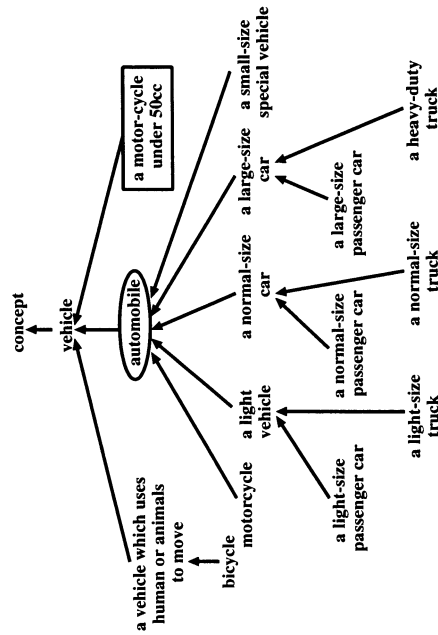 concept
vehicle
a vehicle which uses
human or animals
to move
automobile
a motor-cycle
under 50cc
bicycle
motorcycle
a light
vehicle
a normal-size
car
a large-size
car
a small-size
special vehicle
a light-size
passenger car
a normal-size
passenger car
a large-size
passenger car
a light-size
truck
a normal-size
truck
a heavy-duty
truck